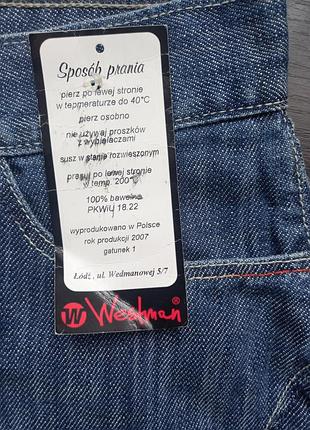 Sposób prania
pierz po lewej stronie
w tepmeraturze do 40°C
pierz osobno
nie używaj proszków
z wybielaczami
susz w stanie rozwieszonym
prasuj po lewej stronie
w temp. 200°C
100% bawełna
PKWiU 18.22
wyprodukowano w Polsce
rok produkcji 2007
gatunek 1
Łódź, ul. Wedmanowej 5/7
W Westman®